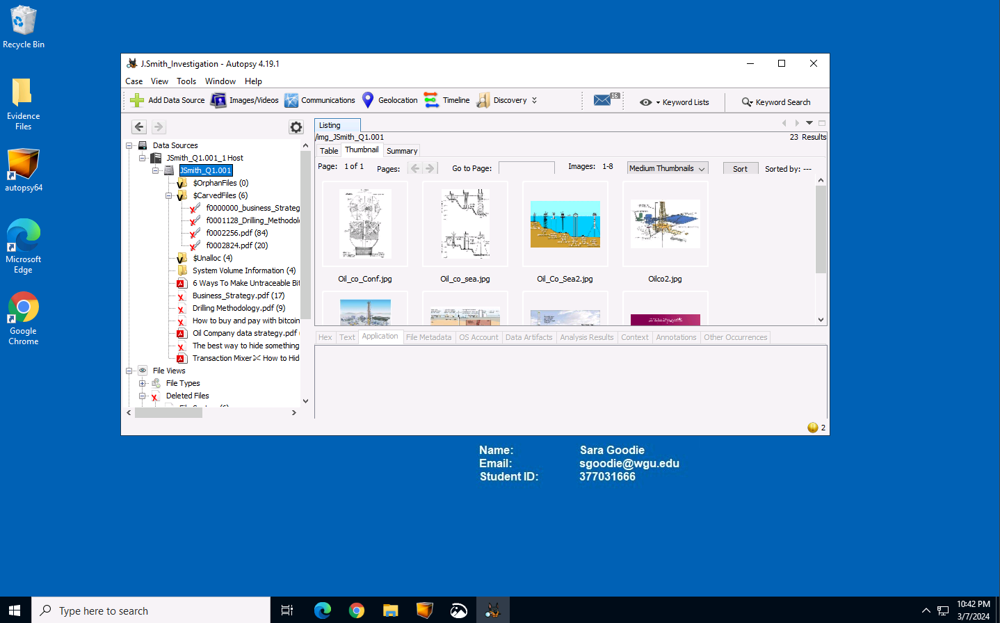 Recycle Bin
Evidence
Files
autopsy64
Microsoft
Edge
Google
Chrome
J.Smith_Investigation - Autopsy 4.19.1
Case View Tools Window Help
Add Data Source Images/Videos Communications Geolocation Timeline Discovery 16 Keyword Lists Keyword Search
Data Sources
JSmith_Q1.001_1 Host
JSmith_Q1.001
$OrphanFiles (0)
$CarvedFiles (6)
f0000000_business_Strateg
f0001128_Drilling_Methodol
f0002256.pdf (84)
f0002824.pdf (20)
$Unalloc (4)
System Volume Information (4)
6 Ways To Make Untraceable Bit
Business_Strategy.pdf (17)
Drilling Methodology.pdf (9)
How to buy and pay with bitcoin
Oil Company data strategy.pdf
The best way to hide something
Transaction Mixer How to Hid
File Views
File Types
Deleted Files
Listing
/img_JSmith_Q1.001 23 Results
Table Thumbnail Summary
Page: 1 of 1 Pages: Go to Page: Images: 1-8 Medium Thumbnails Sort Sorted by: ---
Oil_co_Conf.jpg Oil_co_sea.jpg Oil_Co_Sea2.jpg Oilco2.jpg
Hex Text Application File Metadata OS Account Data Artifacts Analysis Results Context Annotations Other Occurrences
2
Name: Sara Goodie
Email: sgoodie@wgu.edu
Student ID: 377031666
Type here to search
10:42 PM
3/7/2024